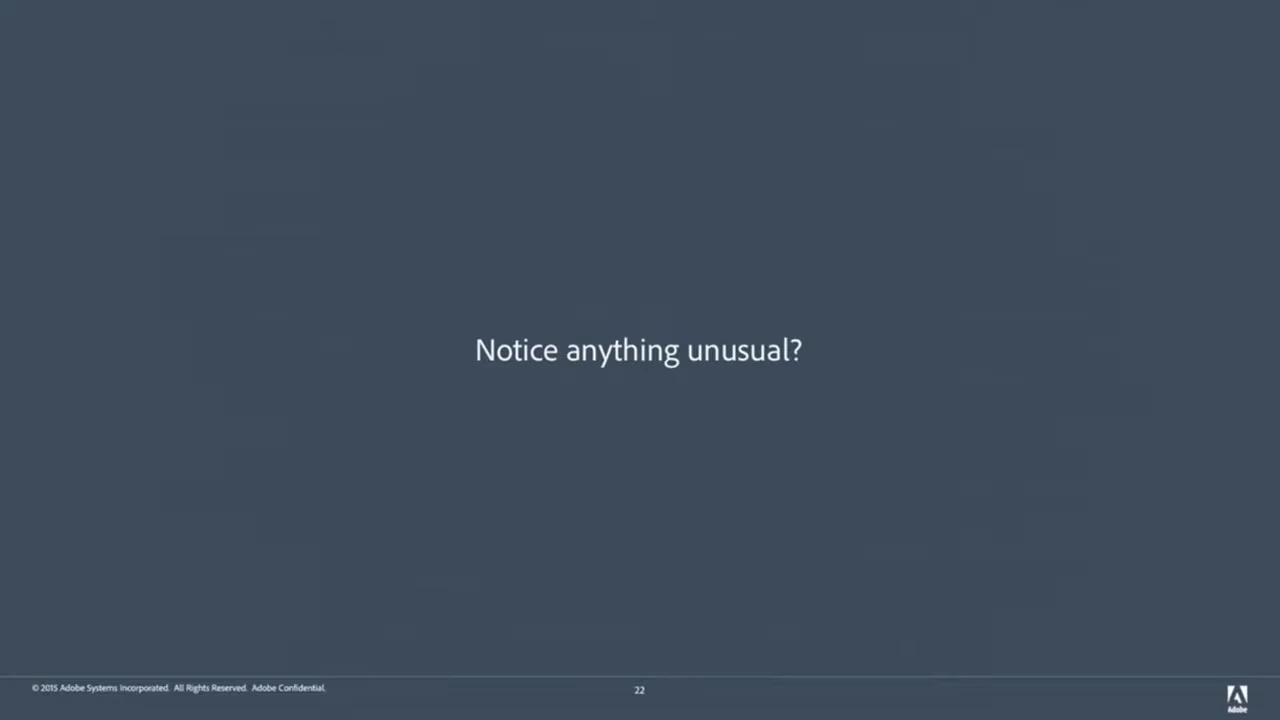 Notice anything unusual?
© 2015 Adobe Systems Incorporated. All Rights Reserved. Adobe Confidential.
22
Adobe